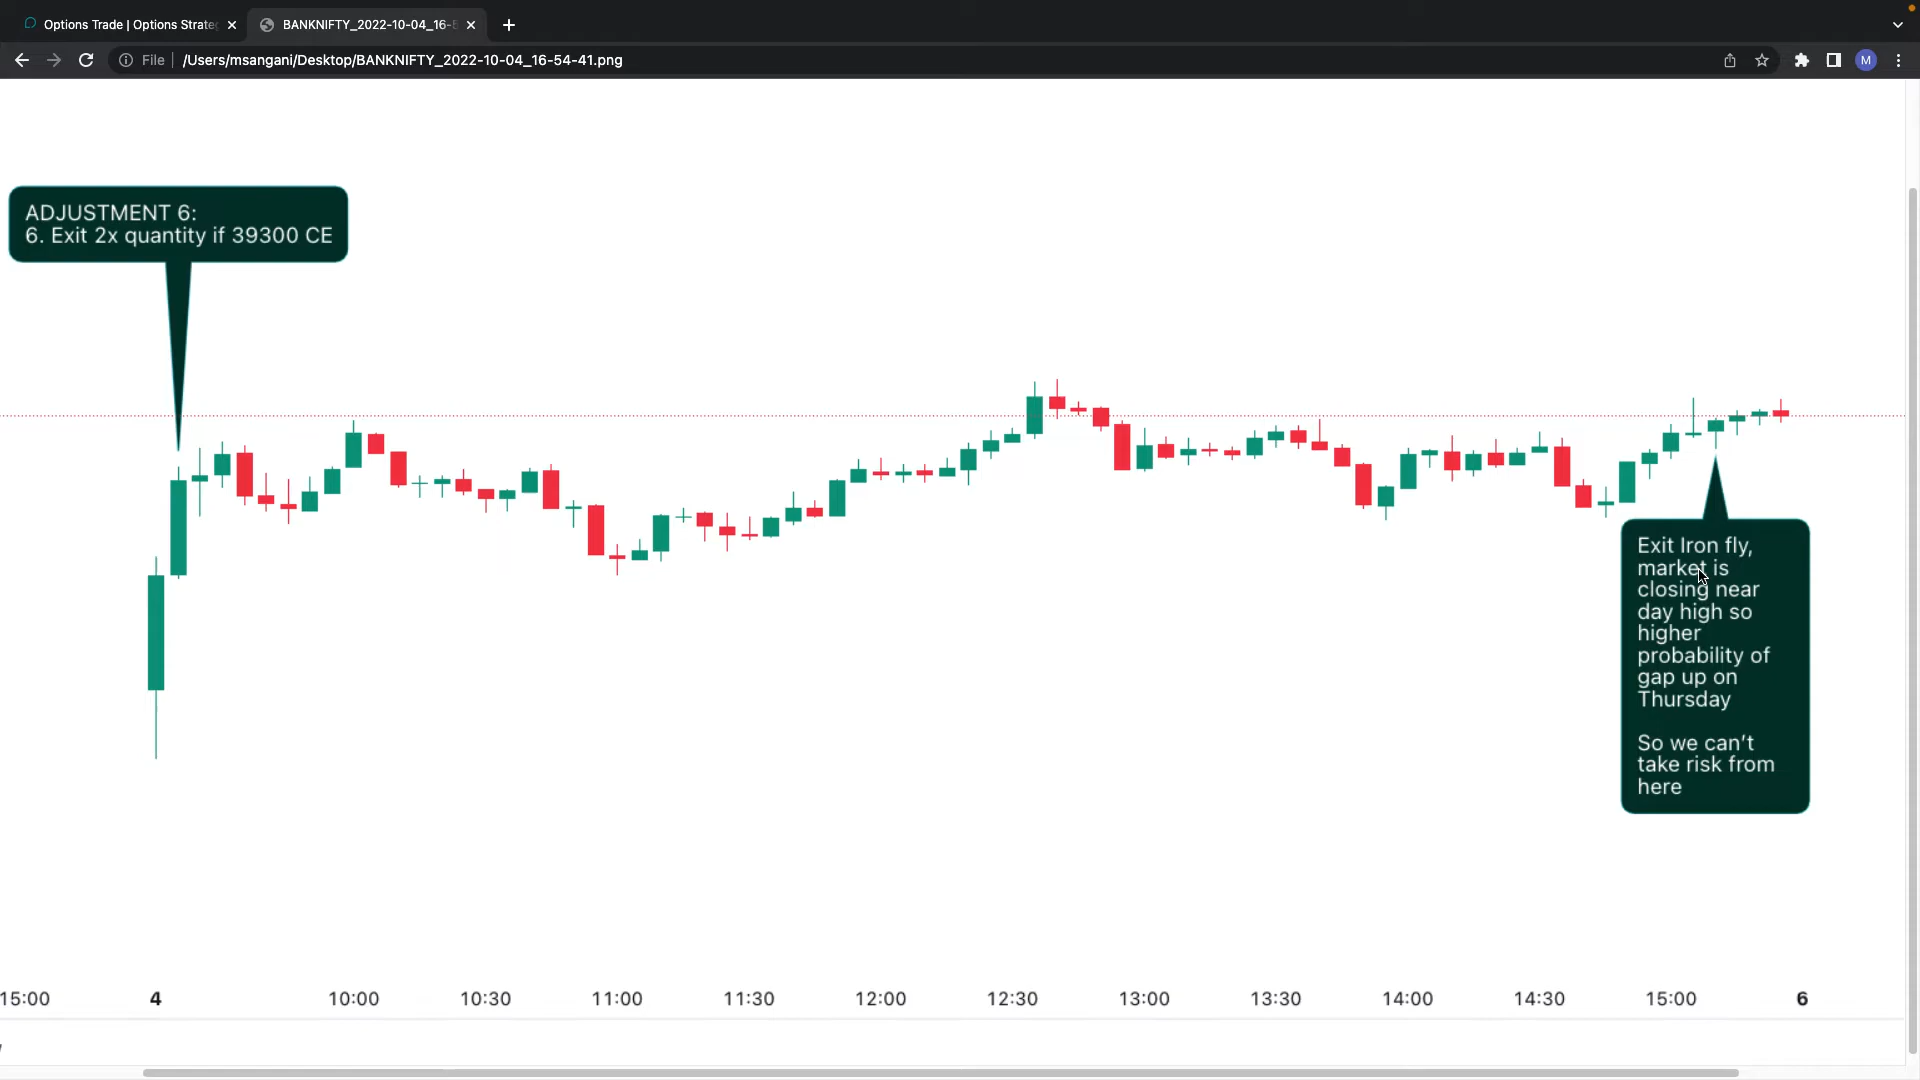 Options Trade | Options Strate
BANKNIFTY_2022-10-04_16-5
File
/Users/msangani/Desktop/BANKNIFTY_2022-10-04_16-54-41.png
M
ADJUSTMENT 6:
6. Exit 2x quantity if 39300 CE
Exit Iron fly,
market is
closing near
day high so
higher
probability of
gap up on
Thursday
So we can't
take risk from
here
15:00 4 10:00 10:30 11:00 11:30 12:00 12:30 13:00 13:30 14:00 14:30 15:00 6